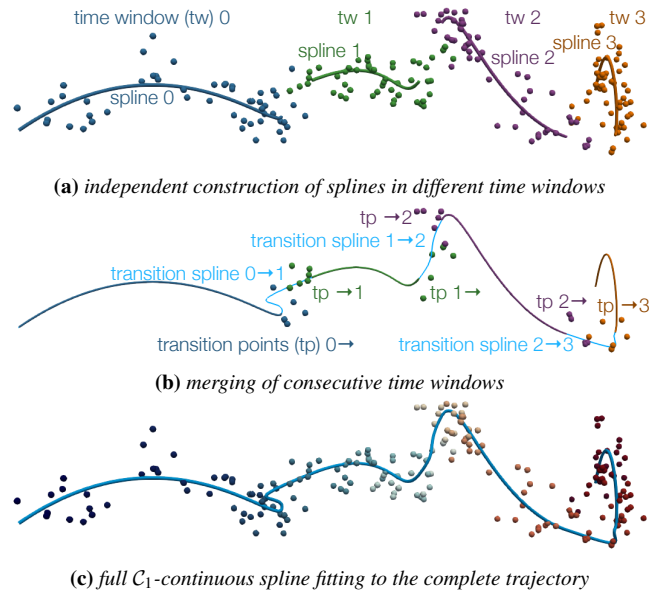 time window (tw) 0
tw 1
tw 2
tw 3
spline 0
spline 1
spline 2
spline 3
(a) independent construction of splines in different time windows
tp →2
transition spline 1→2
transition spline 0→1
tp →1
tp 1→
tp 2→
tp →3
transition points (tp) 0→
transition spline 2→3
(b) merging of consecutive time windows
(c) full C₁-continuous spline fitting to the complete trajectory